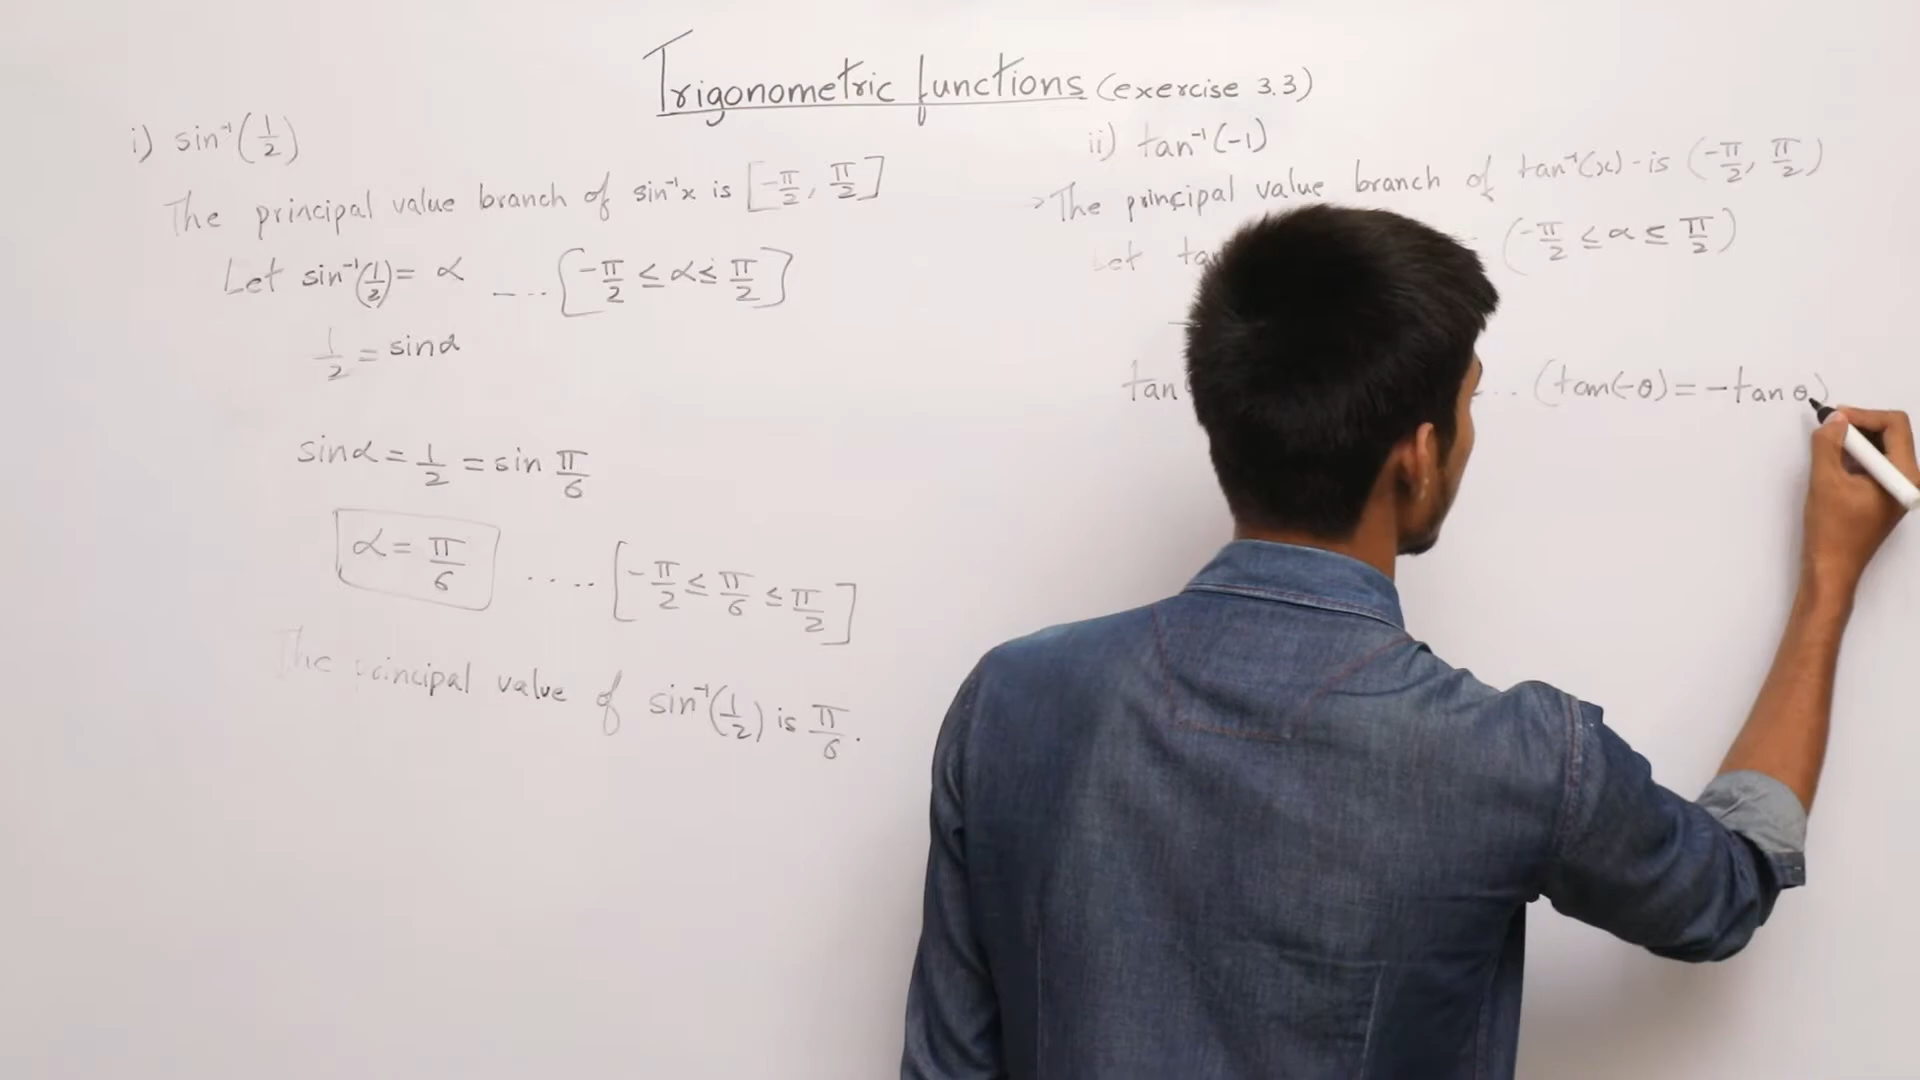 Trigonometric functions (exercise 3.3)
i) sin⁻¹(1/2)
The principal value branch of sin⁻¹x is [-π/2, π/2]
Let sin⁻¹(1/2) = α --.. [-π/2 ≤ α ≤ π/2]
1/2 = sinα
sinα = 1/2 = sin π/6
α = π/6 ..... [-π/2 ≤ π/6 ≤ π/2]
The principal value of sin⁻¹(1/2) is π/6.
ii) tan⁻¹(-1)
>The principal value branch of tan⁻¹(x) - is (-π/2, π/2)
Let (-π/2 ≤ α ≤ π/2)
tan .. (tan(-θ) = -tan θ)